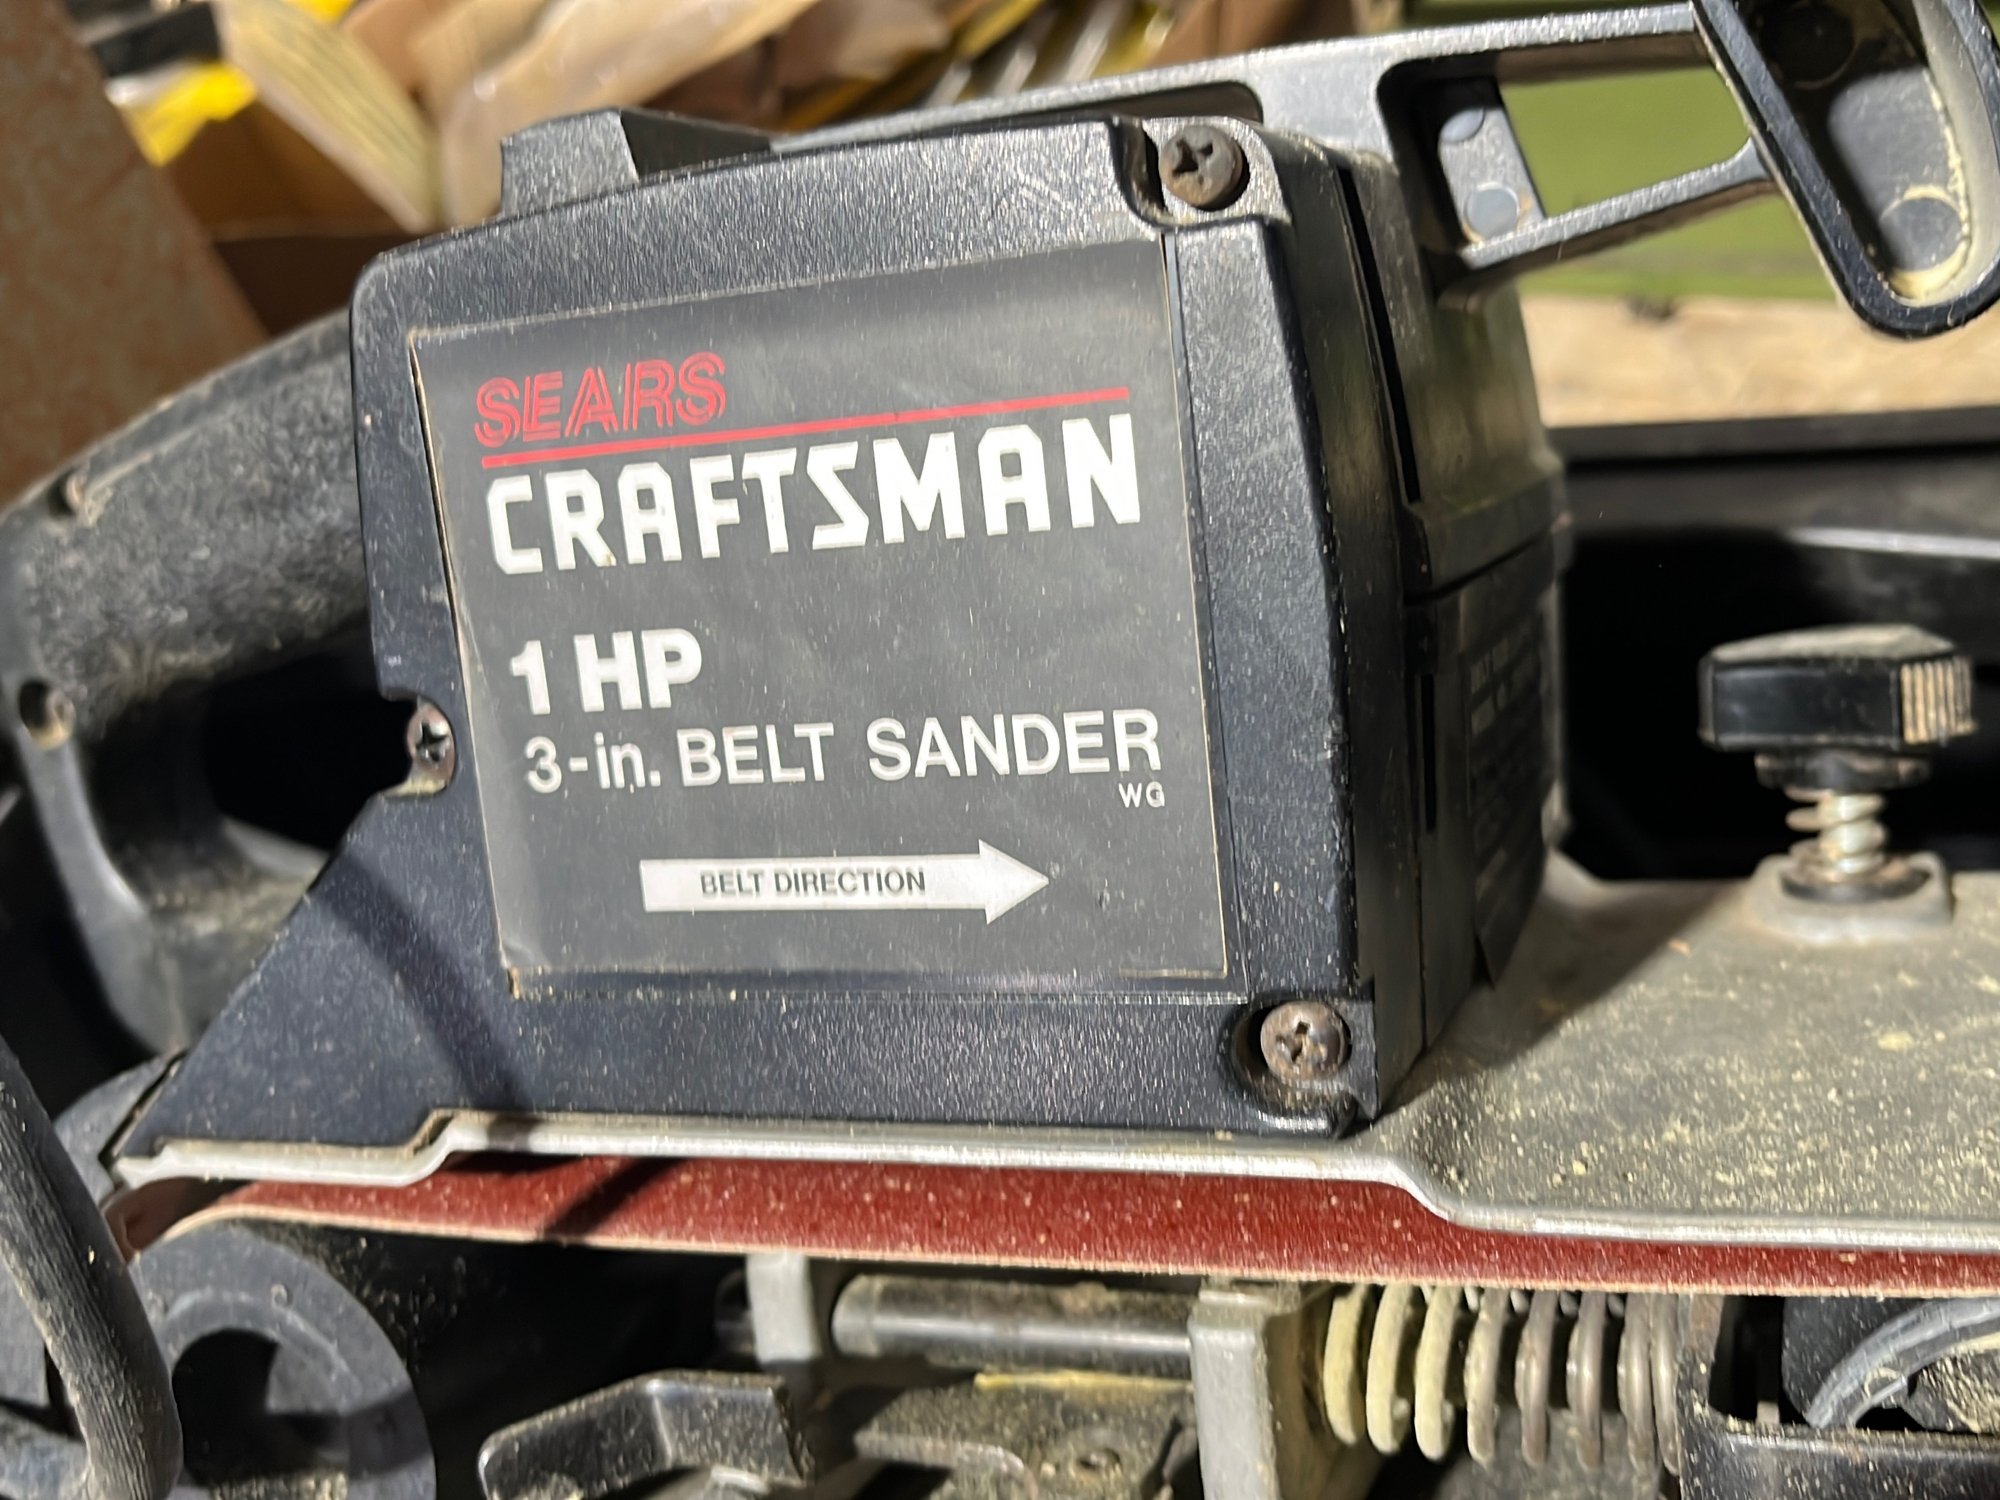 SEARS
CRAFTSMAN
1 HP
3-in. BELT SANDER
WG
BELT DIRECTION